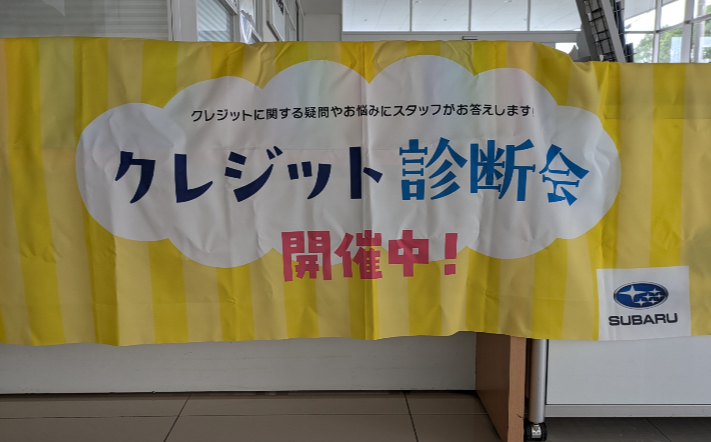 クレジットに関する疑問やお悩みにスタッフがお答えします!
クレジット診断会
開催中!
SUBARU